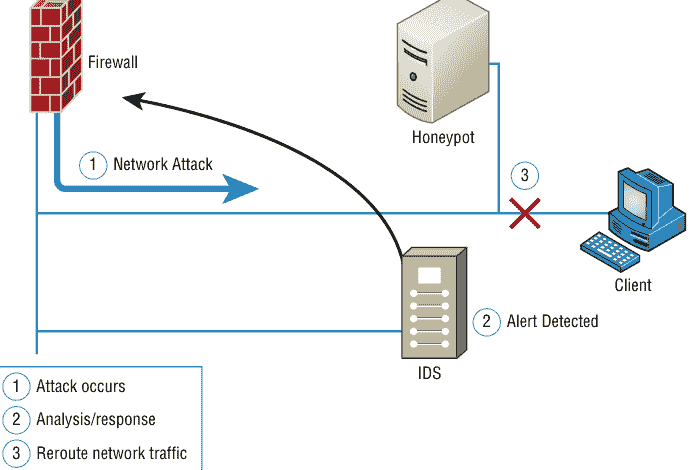 Firewall
Honeypot
1 Network Attack
3
Client
2 Alert Detected
IDS
1 Attack occurs
2 Analysis/response
3 Reroute network traffic